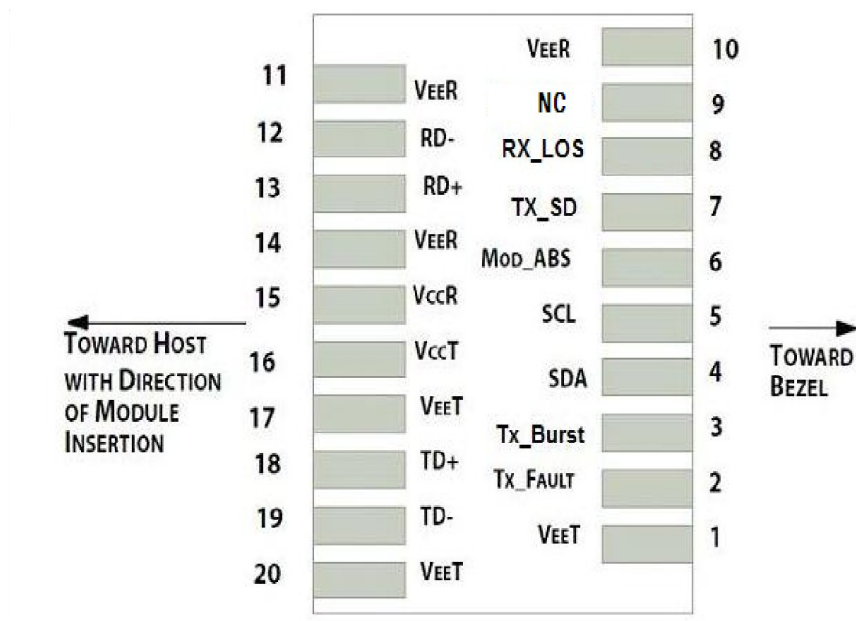 VEER 10
11 VEER
NC 9
12 RD-
RX_LOS 8
13 RD+
TX_SD 7
14 VEER
MOD_ABS 6
15 VCCR
SCL 5
TOWARD HOST
WITH DIRECTION
OF MODULE
INSERTION
16 VCCT
SDA 4
TOWARD
BEZEL
17 VEET
Tx_Burst 3
18 TD+
TX_FAULT 2
19 TD-
VEET 1
20 VEET